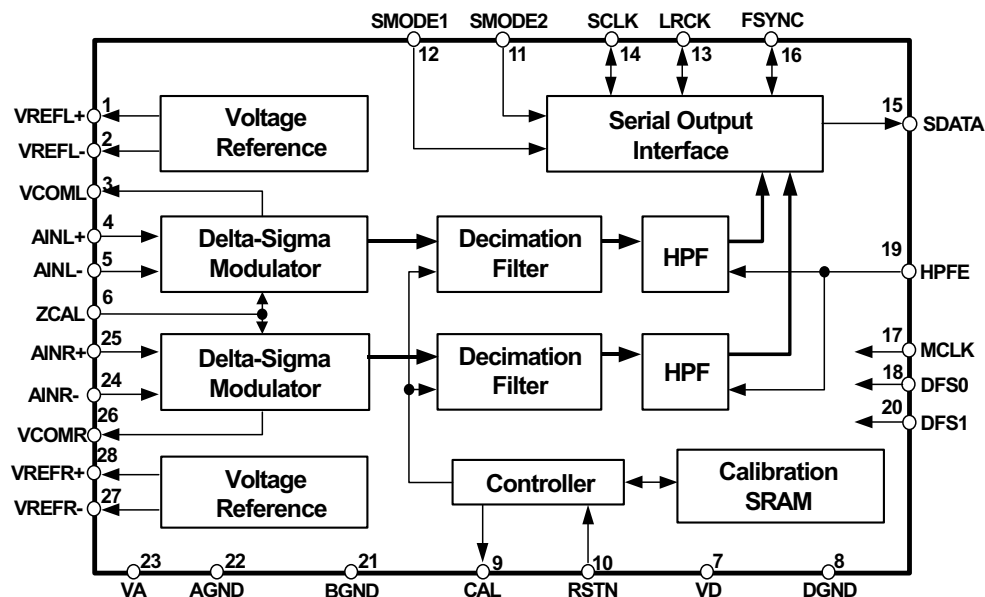 SMODE1
SMODE2
SCLK
LRCK
FSYNC
12
11
14
13
16
1
VREFL+
2
VREFL-
3
VCOML
4
AINL+
5
AINL-
6
ZCAL
25
AINR+
24
AINR-
26
VCOMR
28
VREFR+
27
VREFR-
Voltage
Reference
Serial Output
Interface
15
SDATA
Delta-Sigma
Modulator
Decimation
Filter
HPF
19
HPFE
Delta-Sigma
Modulator
Decimation
Filter
HPF
17
MCLK
18
DFS0
20
DFS1
Voltage
Reference
Controller
Calibration
SRAM
23
22
21
9
10
7
8
VA
AGND
BGND
CAL
RSTN
VD
DGND